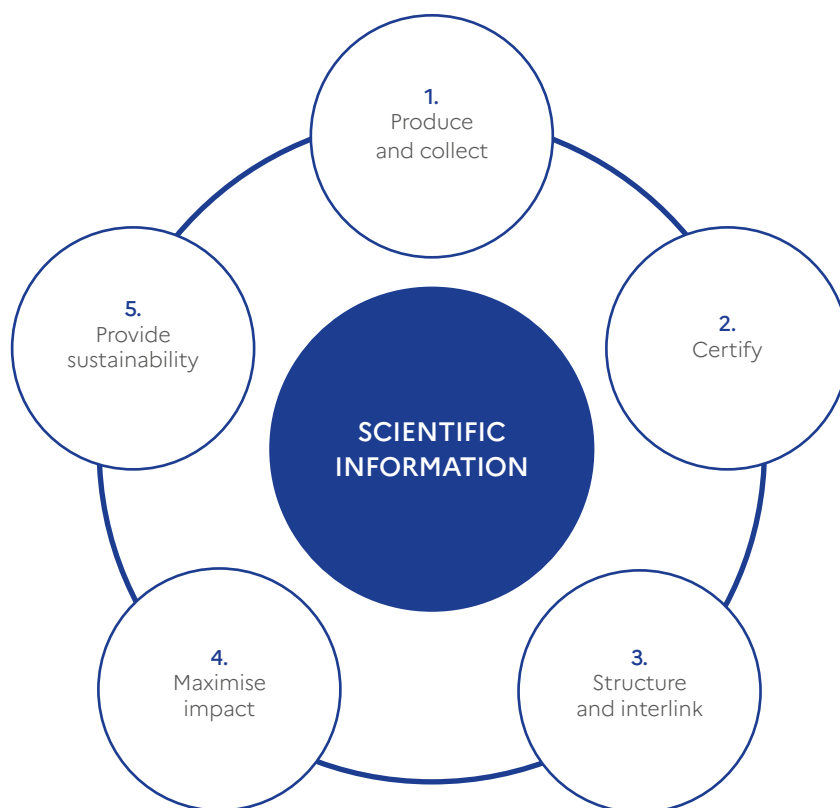 1.
Produce
and collect
2.
Certify
3.
Structure
and interlink
4.
Maximise
impact
5.
Provide
sustainability
SCIENTIFIC
INFORMATION